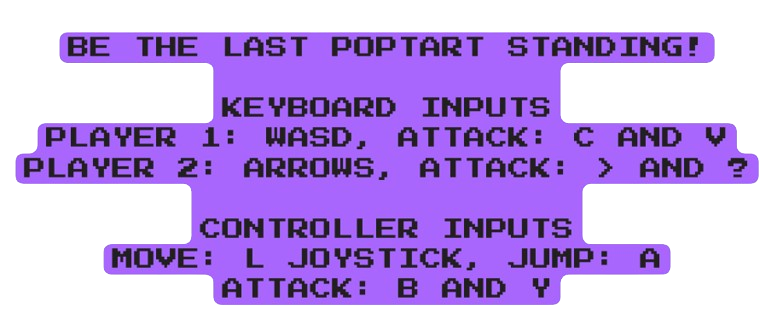 BE THE LAST POPTART STANDING!
KEYBOARD INPUTS
PLAYER 1: WASD, ATTACK: C AND V
PLAYER 2: ARROWS, ATTACK: > AND ?
CONTROLLER INPUTS
MOVE: L JOYSTICK, JUMP: A
ATTACK: B AND Y